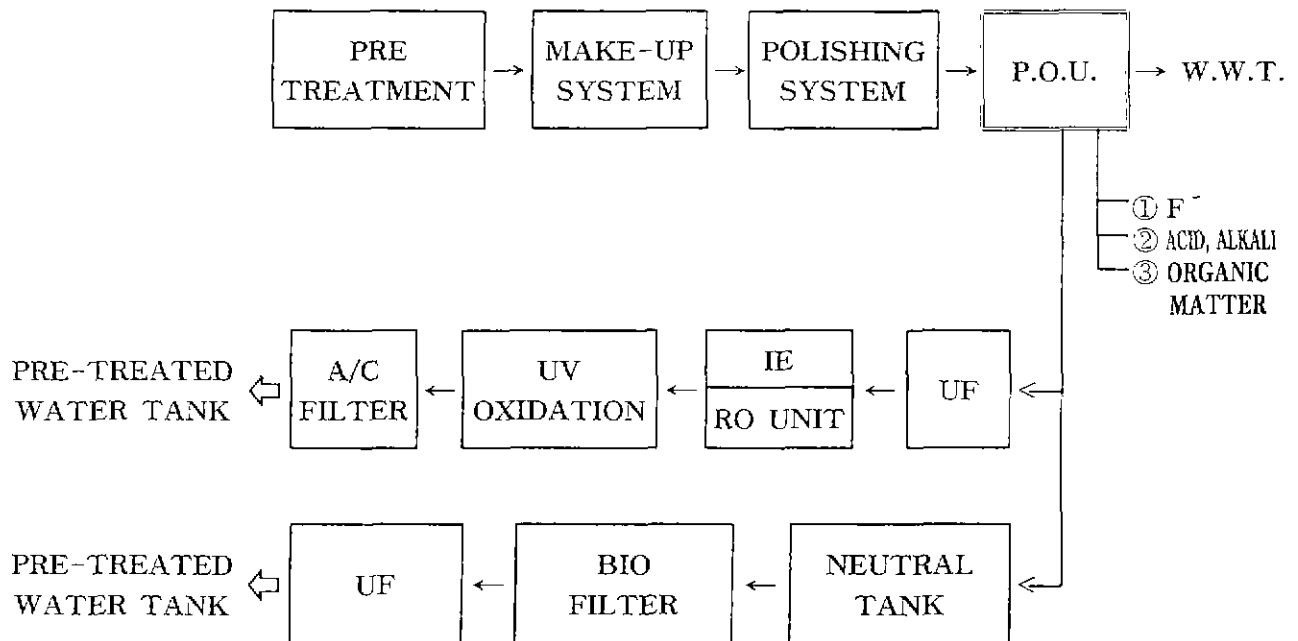 PRE
TREATMENT
MAKE-UP
SYSTEM
POLISHING
SYSTEM
P.O.U.
W.W.T.
① F⁻
② ACID, ALKALI
③ ORGANIC
MATTER
PRE-TREATED
WATER TANK
A/C
FILTER
UV
OXIDATION
IE
RO UNIT
UF
PRE-TREATED
WATER TANK
UF
BIO
FILTER
NEUTRAL
TANK